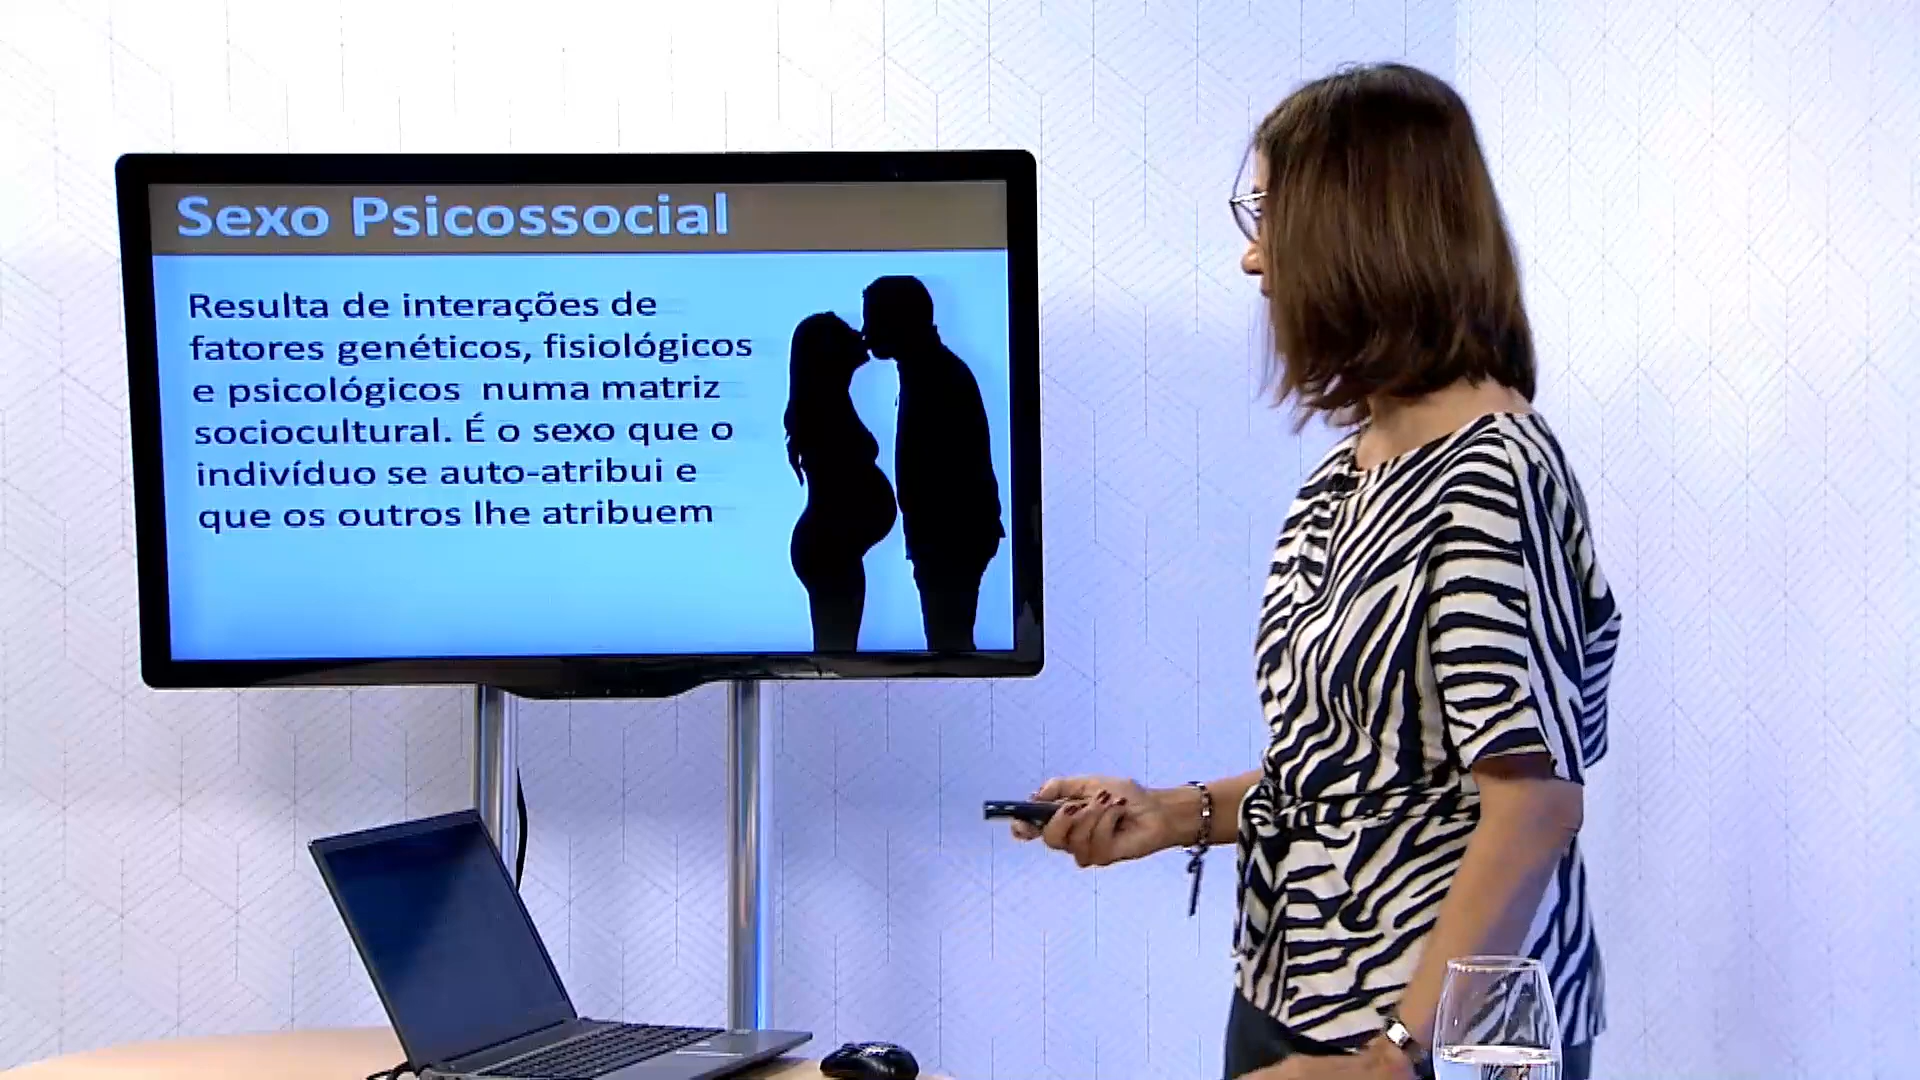 Sexo Psicossocial
Resulta de interações de
fatores genéticos, fisiológicos
e psicológicos numa matriz
sociocultural. É o sexo que o
indivíduo se auto-atribui e
que os outros lhe atribuem